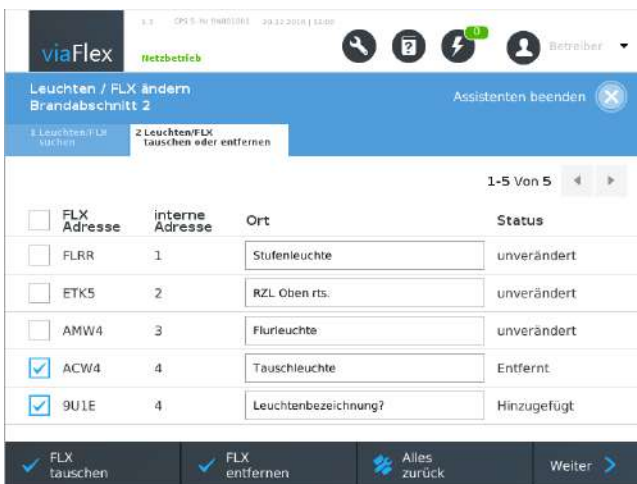 viaFlex
Netzbetrieb
0
Betreiber
Leuchten / FLX ändern
Brandabschnitt 2
Assistenten beenden
1 Leuchten/FLX
suchen
2 Leuchten/FLX
tauschen oder entfernen
1-5 Von 5
FLX Adresse interne Adresse Ort Status
FLRR 1 Stufenleuchte unverändert
ETK5 2 RZL Oben rts. unverändert
AMW4 3 Flurleuchte unverändert
ACW4 4 Tauschleuchte Entfernt
9U1E 4 Leuchtenbezeichnung? Hinzugefügt
FLX tauschen
FLX entfernen
Alles zurück
Weiter